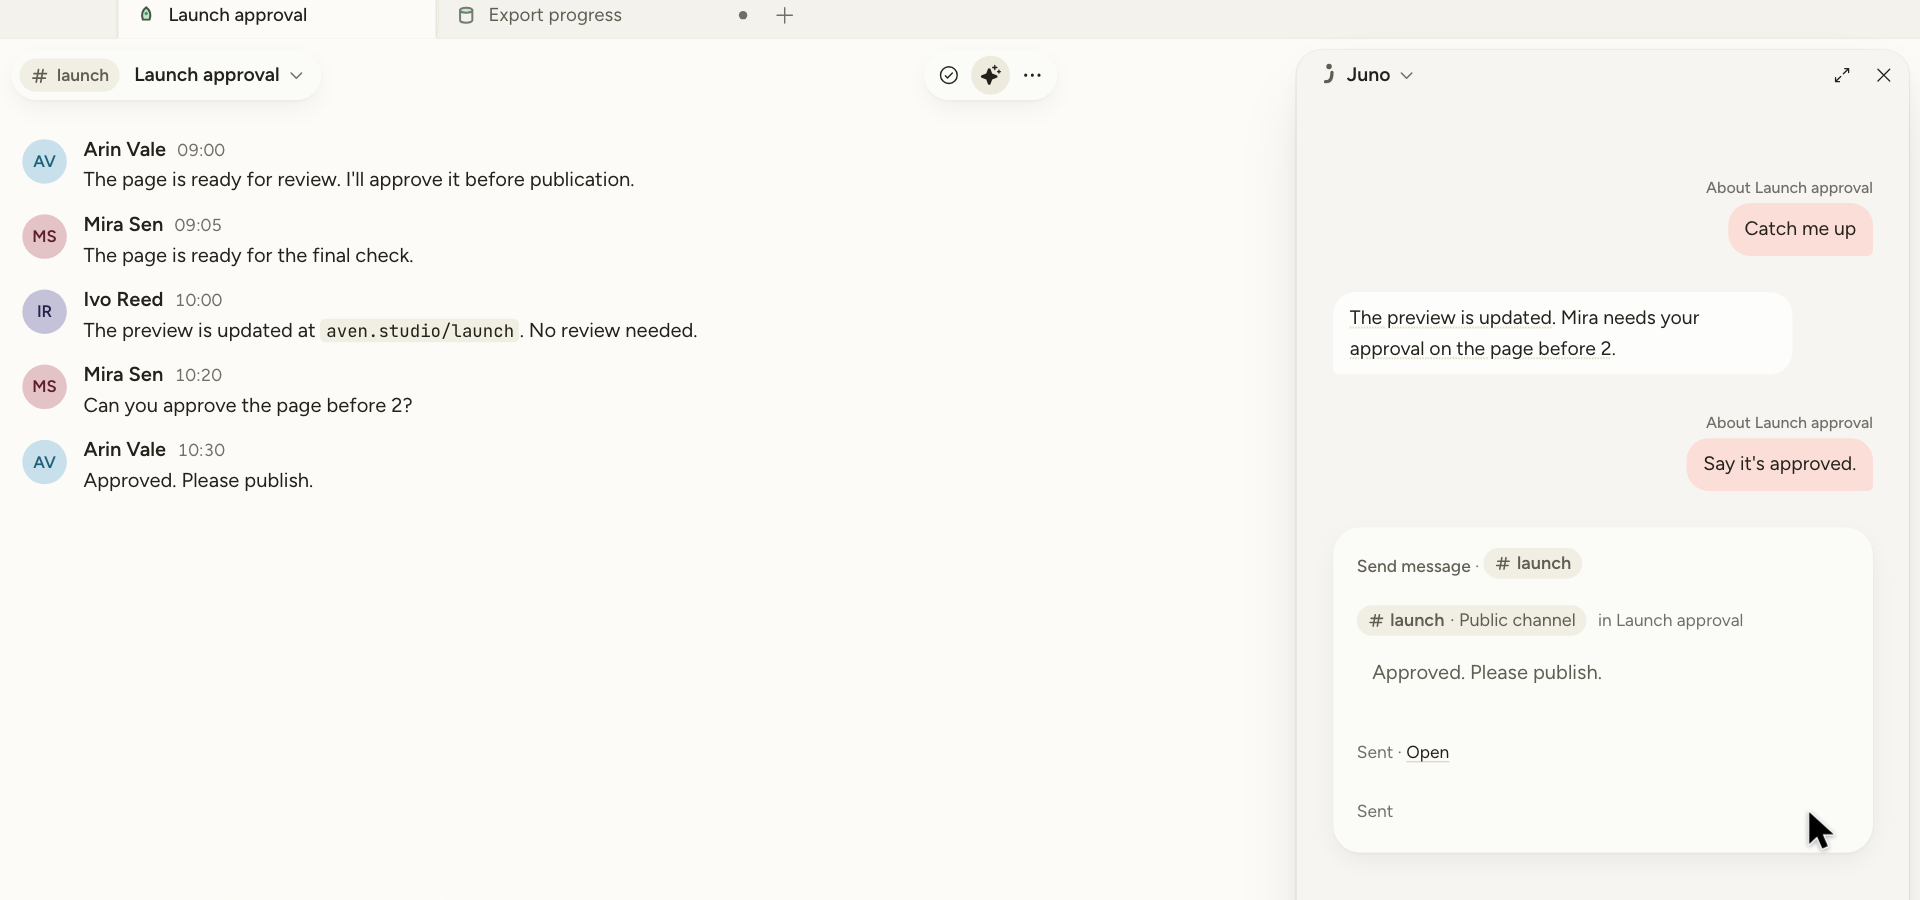 Launch approval
Export progress
# launch Launch approval
Juno
AV
Arin Vale 09:00
The page is ready for review. I'll approve it before publication.
MS
Mira Sen 09:05
The page is ready for the final check.
IR
Ivo Reed 10:00
The preview is updated at aven.studio/launch. No review needed.
MS
Mira Sen 10:20
Can you approve the page before 2?
AV
Arin Vale 10:30
Approved. Please publish.
About Launch approval
Catch me up
The preview is updated. Mira needs your
approval on the page before 2.
About Launch approval
Say it's approved.
Send message · # launch
# launch · Public channel in Launch approval
Approved. Please publish.
Sent · Open
Sent